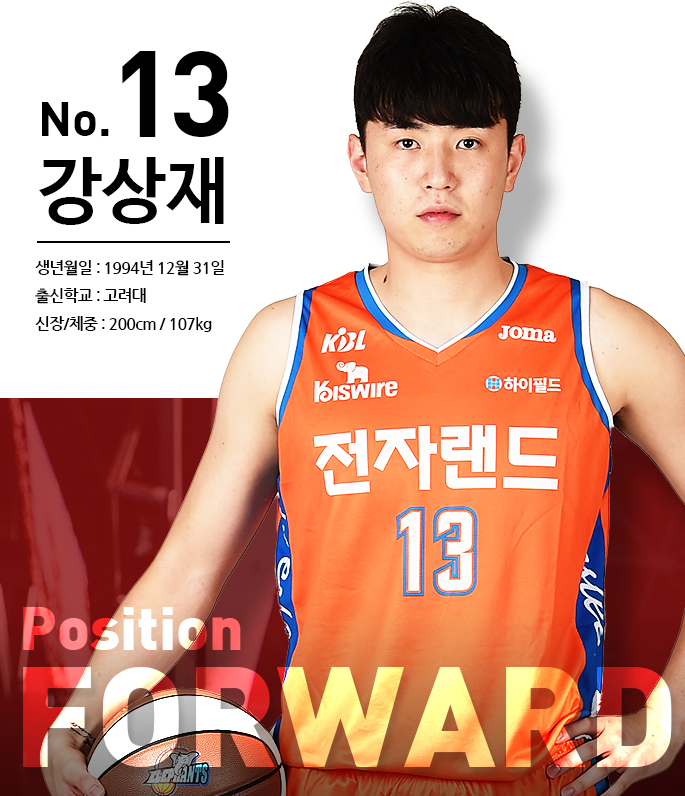 No. 13
강상재
생년월일 : 1994년 12월 31일
출신학교 : 고려대
신장/체중 : 200cm / 107kg
KBL
Joma
Kiswire
하이필드
전자랜드
13
Position
FORWARD